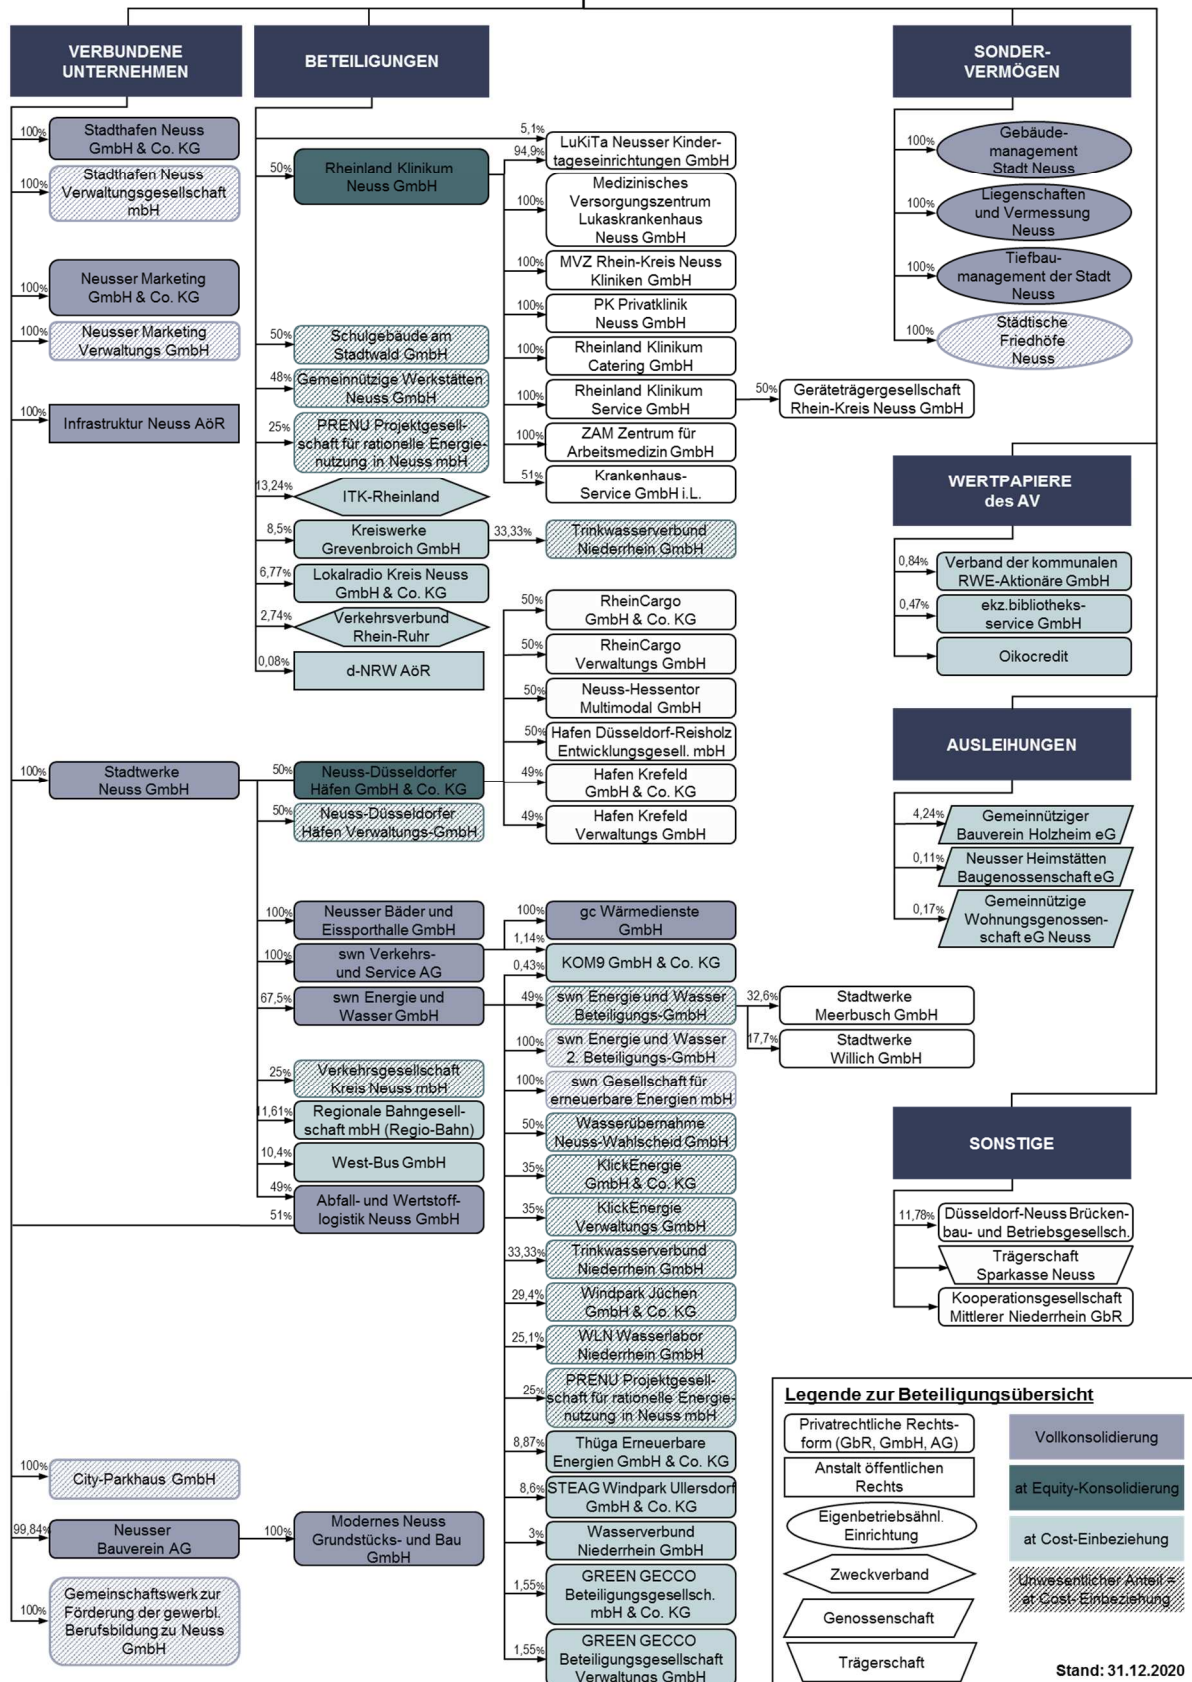 VERBUNDENE
UNTERNEHMEN
BETEILIGUNGEN
SONDER-
VERMÖGEN
100%
Stadthafen Neuss
GmbH & Co. KG
100%
Stadthafen Neuss
Verwaltungsgesellschaft
mbH
100%
Neusser Marketing
GmbH & Co. KG
100%
Neusser Marketing
Verwaltungs GmbH
100%
Infrastruktur Neuss AöR
5,1%
94,9%
LuKiTa Neusser Kinder-
tageseinrichtungen GmbH
50%
Rheinland Klinikum
Neuss GmbH
100%
Medizinisches
Versorgungszentrum
Lukaskrankenhaus
Neuss GmbH
100%
MVZ Rhein-Kreis Neuss
Kliniken GmbH
100%
PK Privatklinik
Neuss GmbH
100%
Rheinland Klinikum
Catering GmbH
100%
Rheinland Klinikum
Service GmbH
50%
Geräteträgergesellschaft
Rhein-Kreis Neuss GmbH
100%
ZAM Zentrum für
Arbeitsmedizin GmbH
51%
Krankenhaus-
Service GmbH i.L.
50%
Schulgebäude am
Stadtwald GmbH
48%
Gemeinnützige Werkstätten
Neuss GmbH
25%
PRENU Projektgesell-
schaft für rationelle Energie-
nutzung in Neuss mbH
13,24%
ITK-Rheinland
8,5%
Kreiswerke
Grevenbroich GmbH
33,33%
Trinkwasserverbund
Niederrhein GmbH
6,77%
Lokalradio Kreis Neuss
GmbH & Co. KG
2,74%
Verkehrsverbund
Rhein-Ruhr
0,08%
d-NRW AöR
100%
Gebäude-
management
Stadt Neuss
100%
Liegenschaften
und Vermessung
Neuss
100%
Tiefbau-
management der Stadt
Neuss
100%
Städtische
Friedhöfe
Neuss
WERTPAPIERE
des AV
0,84%
Verband der kommunalen
RWE-Aktionäre GmbH
0,47%
ekz.bibliotheks-
service GmbH
Oikocredit
AUSLEIHUNGEN
4,24%
Gemeinnütziger
Bauverein Holzheim eG
0,11%
Neusser Heimstätten
Baugenossenschaft eG
0,17%
Gemeinnützige
Wohnungsgenossen-
schaft eG Neuss
100%
Stadtwerke
Neuss GmbH
50%
Neuss-Düsseldorfer
Häfen GmbH & Co. KG
50%
Neuss-Düsseldorfer
Häfen Verwaltungs-GmbH
50%
RheinCargo
GmbH & Co. KG
50%
RheinCargo
Verwaltungs GmbH
50%
Neuss-Hessentor
Multimodal GmbH
50%
Hafen Düsseldorf-Reisholz
Entwicklungsgesell. mbH
49%
Hafen Krefeld
GmbH & Co. KG
49%
Hafen Krefeld
Verwaltungs GmbH
100%
Neusser Bäder und
Eissporthalle GmbH
100%
swn Verkehrs-
und Service AG
67,5%
swn Energie und
Wasser GmbH
25%
Verkehrsgesellschaft
Kreis Neuss mbH
11,61%
Regionale Bahngesell-
schaft mbH (Regio-Bahn)
10,4%
West-Bus GmbH
49%
51%
Abfall- und Wertstoff-
logistik Neuss GmbH
100%
gc Wärmedienste
GmbH
1,14%
0,43%
KOM9 GmbH & Co. KG
49%
swn Energie und Wasser
Beteiligungs-GmbH
32,6%
Stadtwerke
Meerbusch GmbH
17,7%
Stadtwerke
Willich GmbH
100%
swn Energie und Wasser
2. Beteiligungs-GmbH
100%
swn Gesellschaft für
erneuerbare Energien mbH
50%
Wasserübernahme
Neuss-Wahlscheid GmbH
35%
KlickEnergie
GmbH & Co. KG
35%
KlickEnergie
Verwaltungs GmbH
33,33%
Trinkwasserverbund
Niederrhein GmbH
29,4%
Windpark Jüchen
GmbH & Co. KG
25,1%
WLN Wasserlabor
Niederrhein GmbH
25%
PRENU Projektgesell-
schaft für rationelle Energie-
nutzung in Neuss mbH
8,87%
Thüga Erneuerbare
Energien GmbH & Co. KG
8,6%
STEAG Windpark Ullersdorf
GmbH & Co. KG
3%
Wasserverbund
Niederrhein GmbH
1,55%
GREEN GECCO
Beteiligungsgesellsch.
mbH & Co. KG
1,55%
GREEN GECCO
Beteiligungsgesellschaft
Verwaltungs GmbH
100%
City-Parkhaus GmbH
99,84%
Neusser
Bauverein AG
100%
Modernes Neuss
Grundstücks- und Bau
GmbH
100%
Gemeinschaftswerk zur
Förderung der gewerbl.
Berufsbildung zu Neuss
GmbH
SONSTIGE
11,78%
Düsseldorf-Neuss Brücken-
bau- und Betriebsgesellsch.
Trägerschaft
Sparkasse Neuss
Kooperationsgesellschaft
Mittlerer Niederrhein GbR
Legende zur Beteiligungsübersicht
Privatrechtliche Rechts-
form (GbR, GmbH, AG)
Anstalt öffentlichen
Rechts
Eigenbetriebsähnl.
Einrichtung
Zweckverband
Genossenschaft
Trägerschaft
Vollkonsolidierung
at Equity-Konsolidierung
at Cost-Einbeziehung
Unwesentlicher Anteil =
at Cost- Einbeziehung
Stand: 31.12.2020